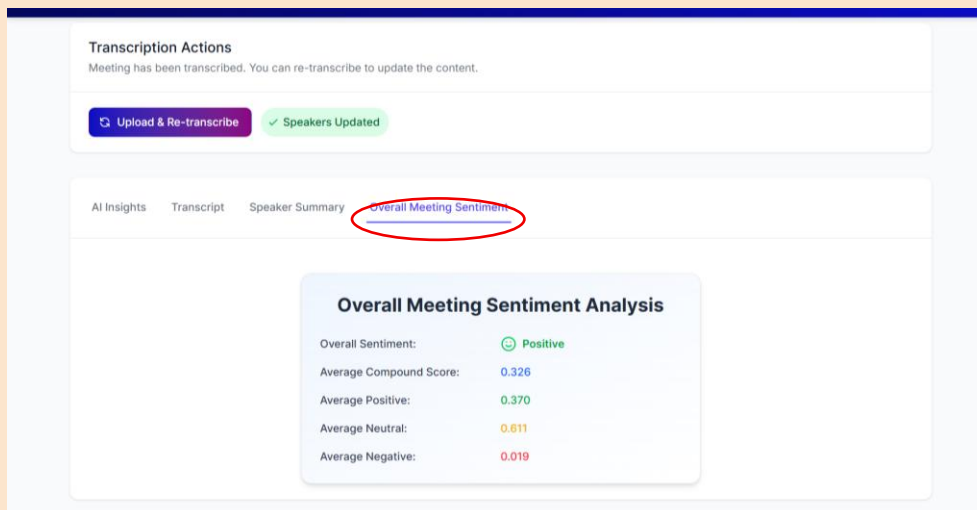 Transcription Actions
Meeting has been transcribed. You can re-transcribe to update the content.
Upload & Re-transcribe
Speakers Updated
AI Insights Transcript Speaker Summary Overall Meeting Sentiment
Overall Meeting Sentiment Analysis
Overall Sentiment: Positive
Average Compound Score: 0.326
Average Positive: 0.370
Average Neutral: 0.611
Average Negative: 0.019